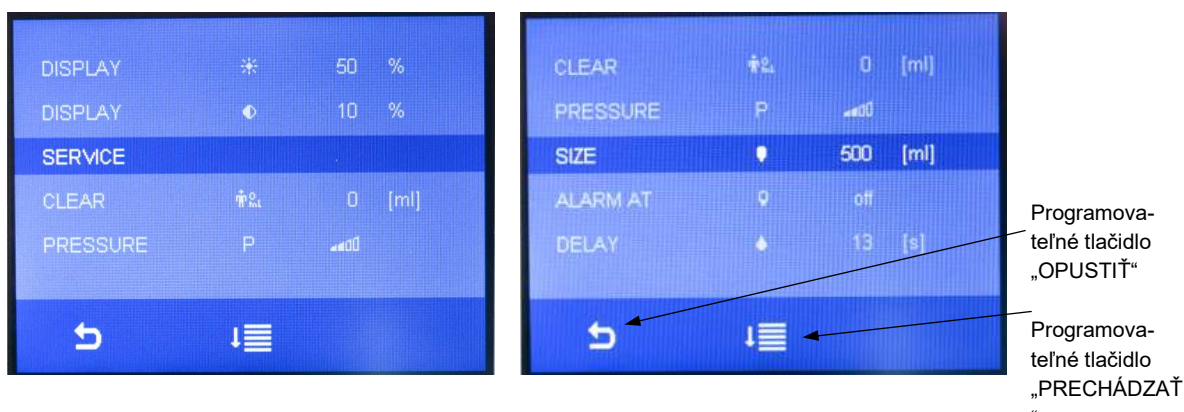 DISPLAY 50 %
DISPLAY 10 %
SERVICE
CLEAR 0 [ml]
PRESSURE P
CLEAR 0 [ml]
PRESSURE P
SIZE 500 [ml]
ALARM AT off
DELAY 13 [s]
Programova-
teľné tlačidlo
„OPUSTIŤ“
Programova-
teľné tlačidlo
„PRECHÁDZAŤ
“